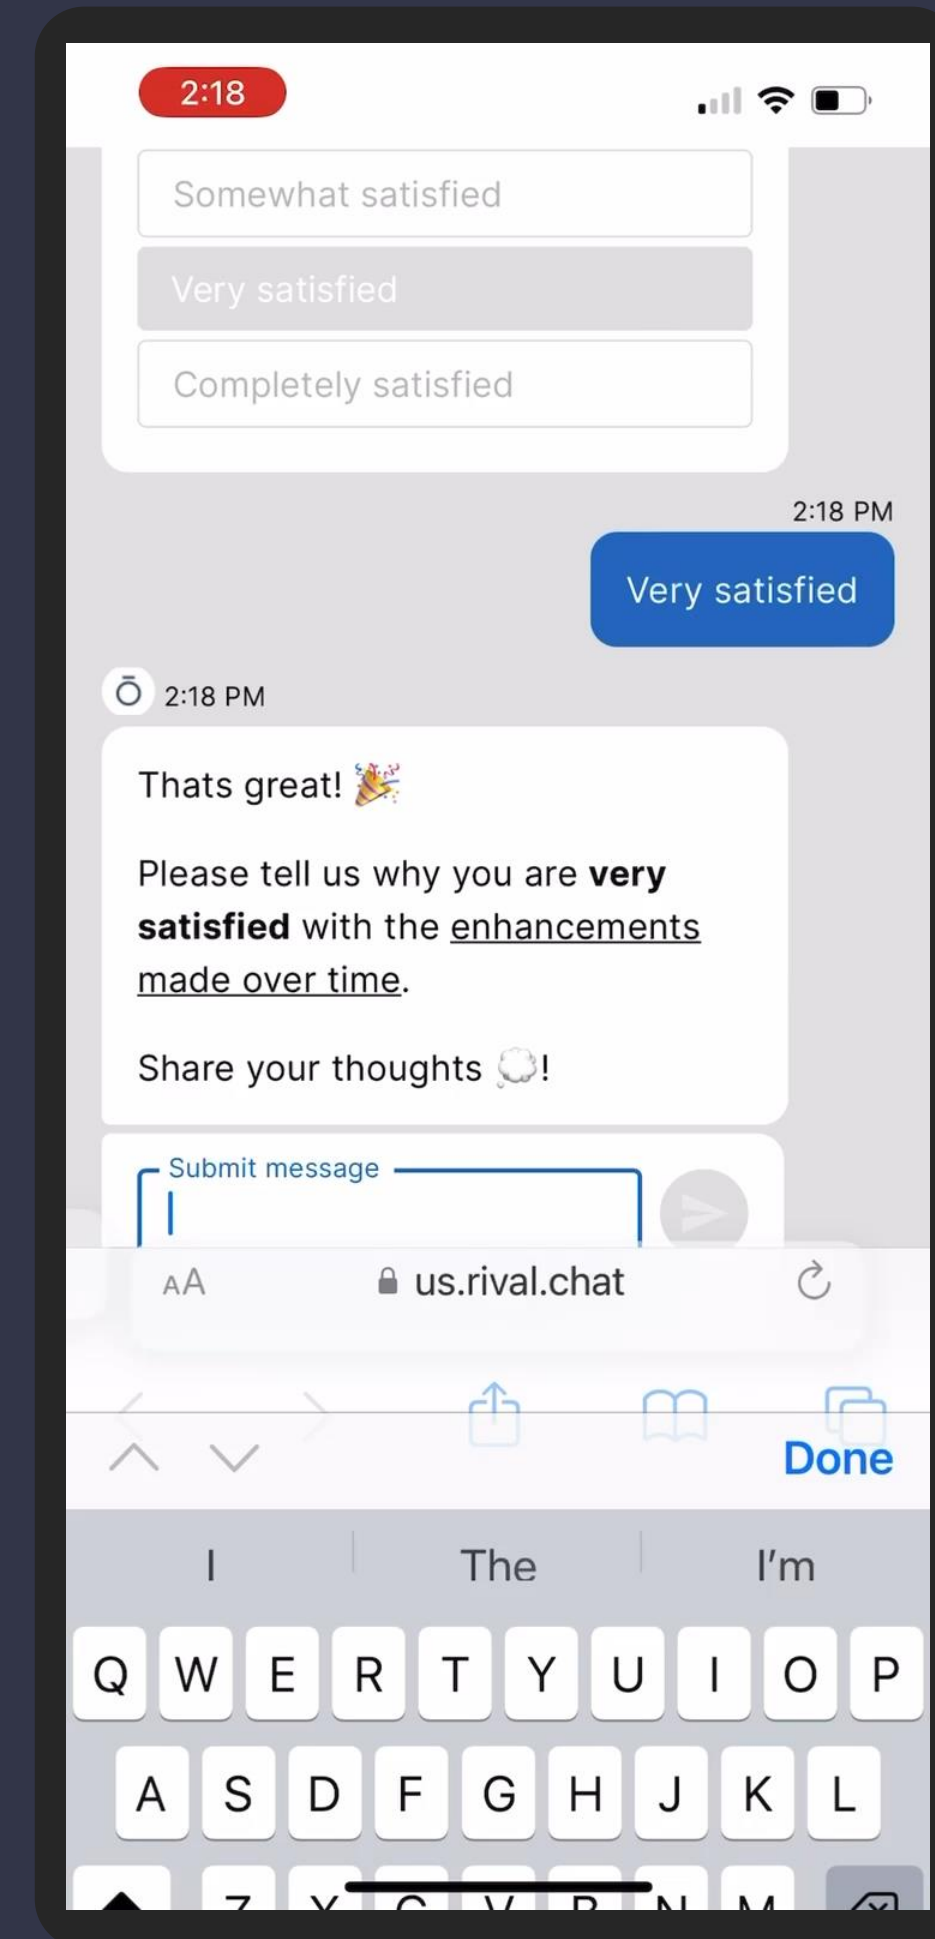 2:18
Somewhat satisfied
Very satisfied
Completely satisfied
2:18 PM
Very satisfied
2:18 PM
Thats great! 🎉
Please tell us why you are very
satisfied with the enhancements
made over time.
Share your thoughts 💭!
Submit message
AA us.rival.chat
Done
I The I'm
Q W E R T Y U I O P
A S D F G H J K L
Z X C V B N M